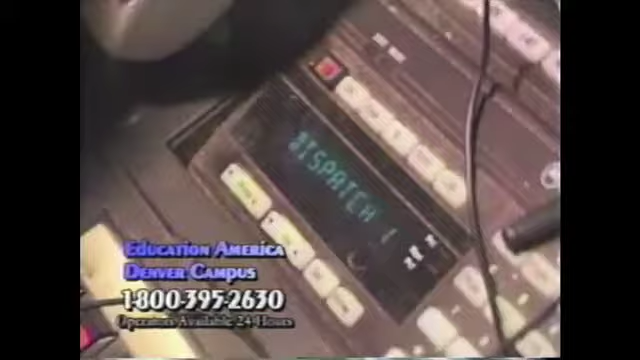 DISPATCH 1
EDUCATION AMERICA
DENVER CAMPUS
1-800-395-2630
Operators Available 24 Hours